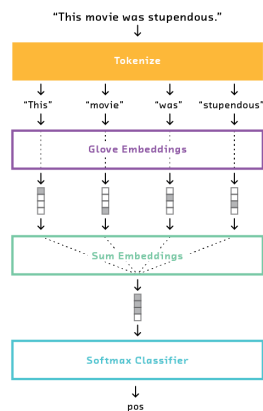 "This movie was stupendous."
Tokenize
"This" "movie" "was" "stupendous"
Glove Embeddings
Sum Embeddings
Softmax Classifier
pos